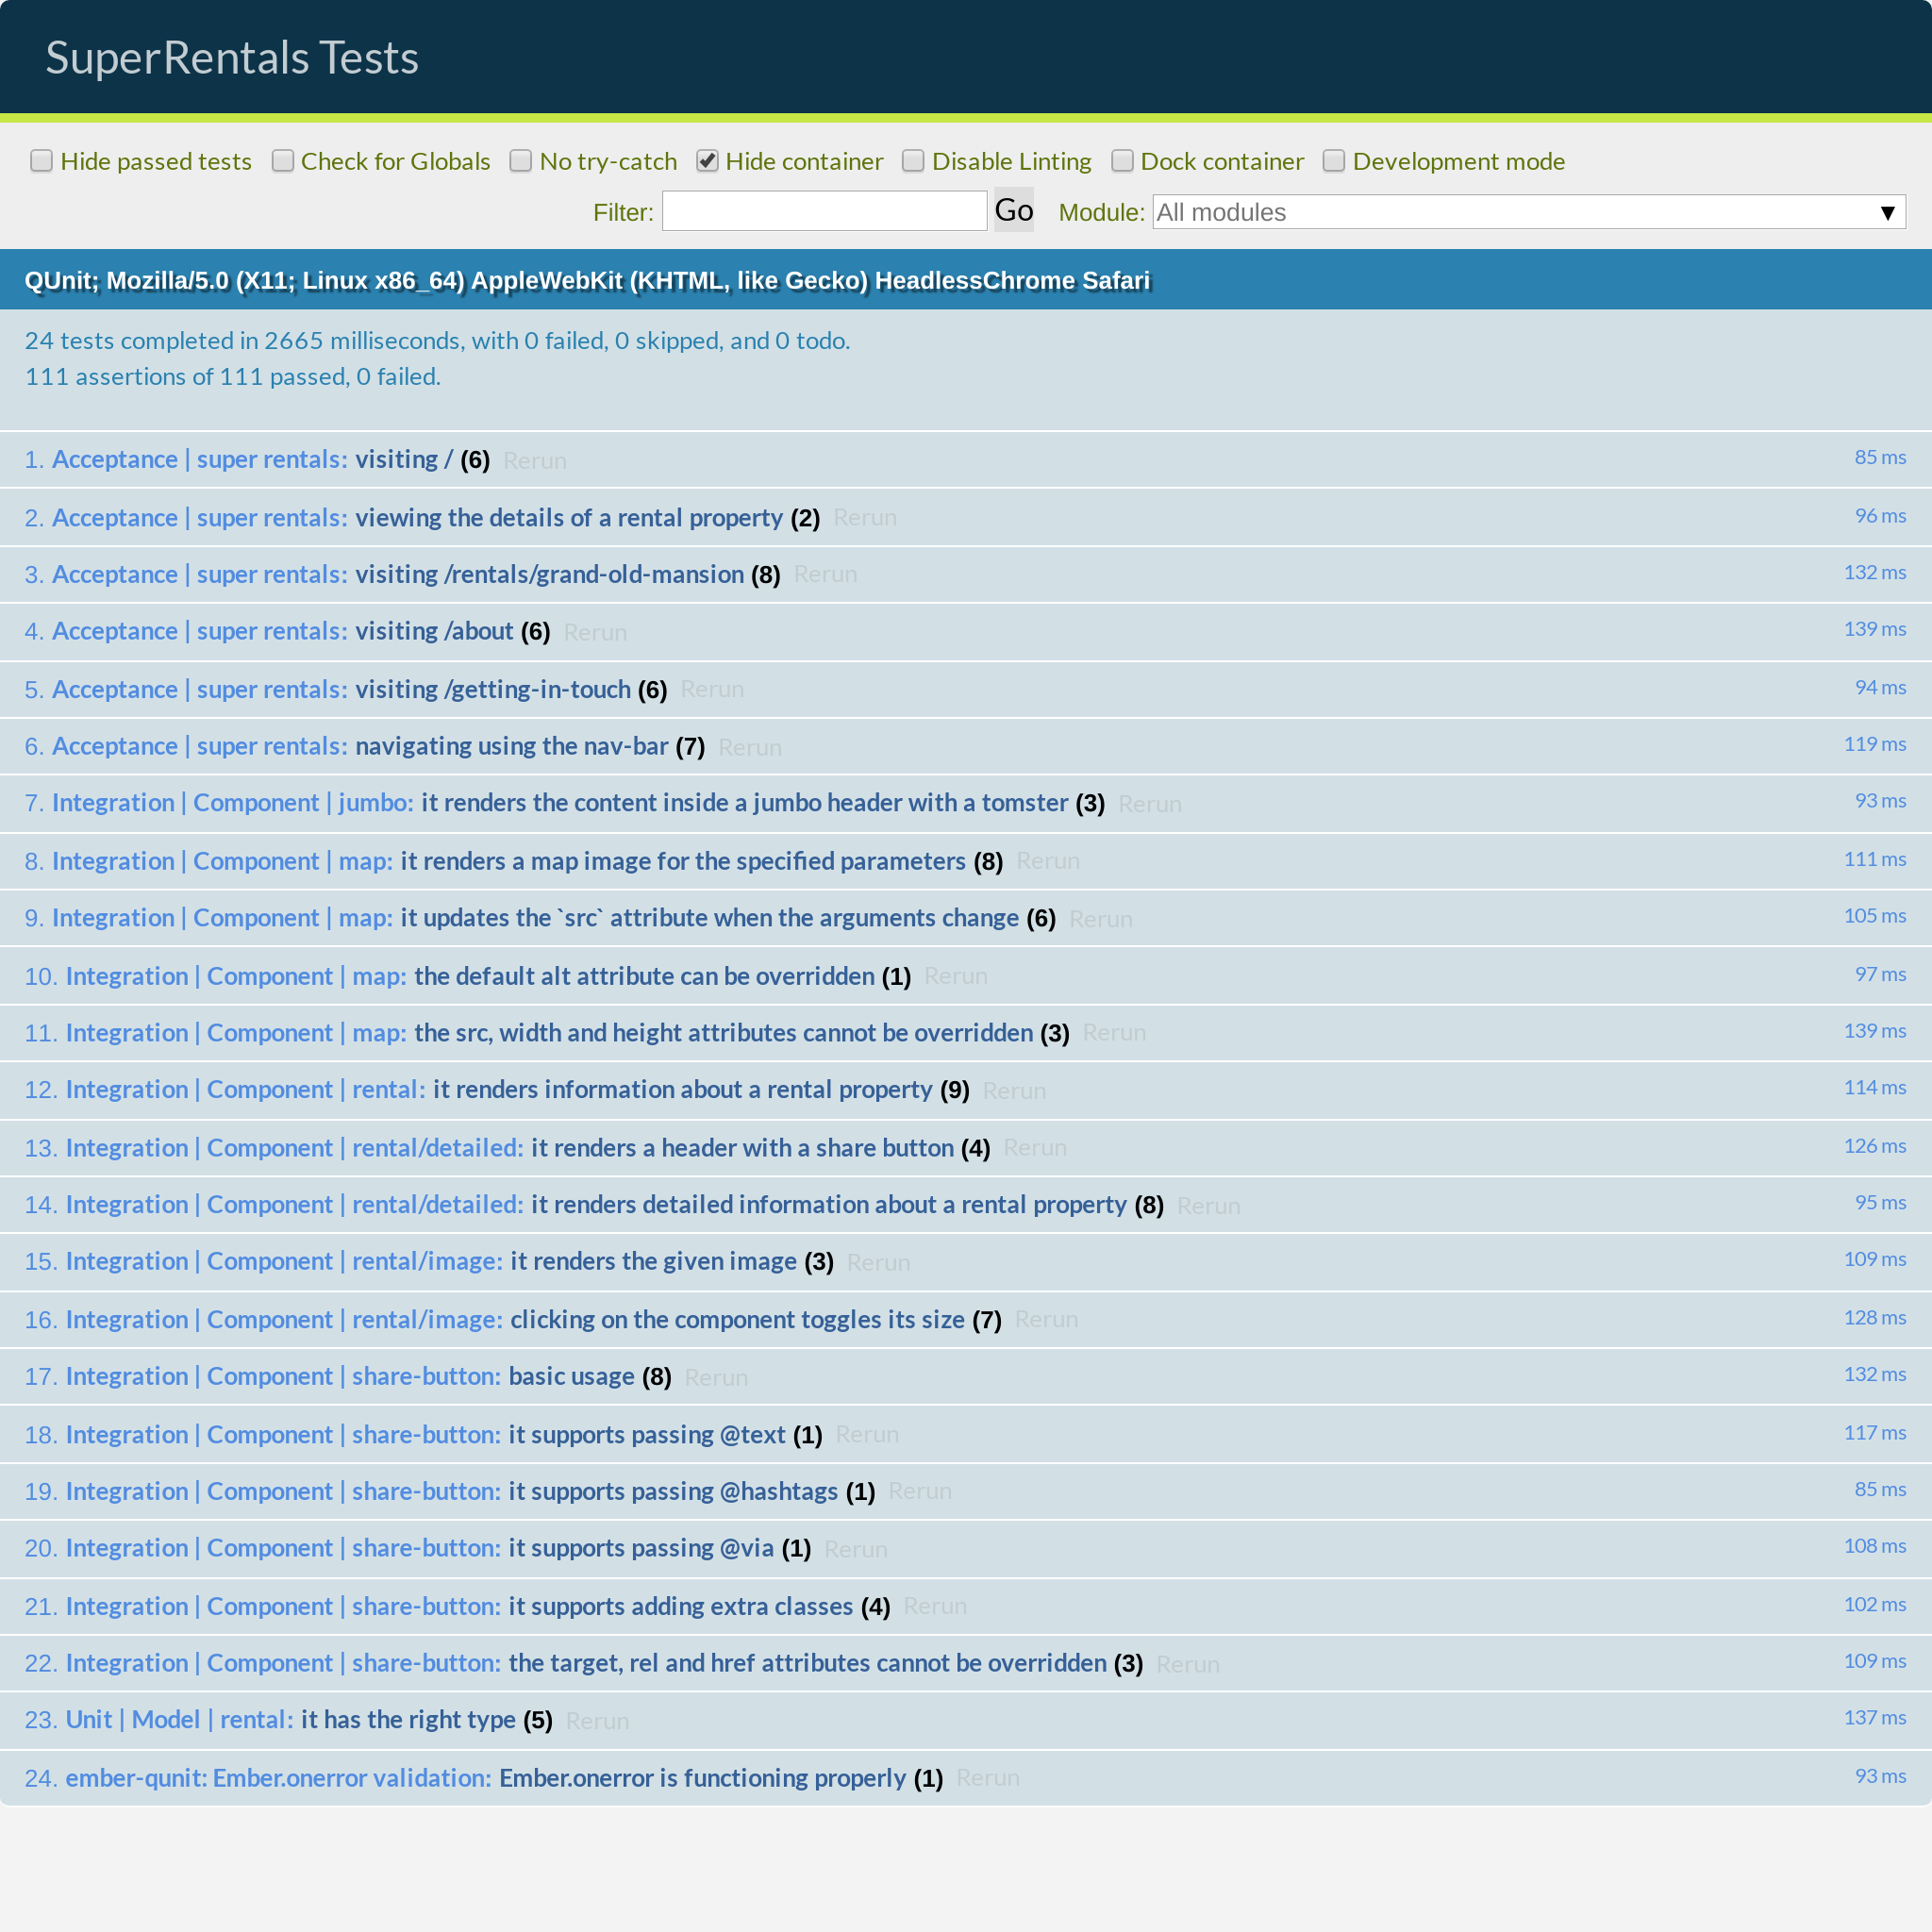 SuperRentals Tests
Hide passed tests Check for Globals No try-catch Hide container Disable Linting Dock container Development mode
Filter: Go Module: All modules ▼
QUnit; Mozilla/5.0 (X11; Linux x86_64) AppleWebKit (KHTML, like Gecko) HeadlessChrome Safari
24 tests completed in 2665 milliseconds, with 0 failed, 0 skipped, and 0 todo.
111 assertions of 111 passed, 0 failed.
1. Acceptance | super rentals: visiting / (6) Rerun 85 ms
2. Acceptance | super rentals: viewing the details of a rental property (2) Rerun 96 ms
3. Acceptance | super rentals: visiting /rentals/grand-old-mansion (8) Rerun 132 ms
4. Acceptance | super rentals: visiting /about (6) Rerun 139 ms
5. Acceptance | super rentals: visiting /getting-in-touch (6) Rerun 94 ms
6. Acceptance | super rentals: navigating using the nav-bar (7) Rerun 119 ms
7. Integration | Component | jumbo: it renders the content inside a jumbo header with a tomster (3) Rerun 93 ms
8. Integration | Component | map: it renders a map image for the specified parameters (8) Rerun 111 ms
9. Integration | Component | map: it updates the `src` attribute when the arguments change (6) Rerun 105 ms
10. Integration | Component | map: the default alt attribute can be overridden (1) Rerun 97 ms
11. Integration | Component | map: the src, width and height attributes cannot be overridden (3) Rerun 139 ms
12. Integration | Component | rental: it renders information about a rental property (9) Rerun 114 ms
13. Integration | Component | rental/detailed: it renders a header with a share button (4) Rerun 126 ms
14. Integration | Component | rental/detailed: it renders detailed information about a rental property (8) Rerun 95 ms
15. Integration | Component | rental/image: it renders the given image (3) Rerun 109 ms
16. Integration | Component | rental/image: clicking on the component toggles its size (7) Rerun 128 ms
17. Integration | Component | share-button: basic usage (8) Rerun 132 ms
18. Integration | Component | share-button: it supports passing @text (1) Rerun 117 ms
19. Integration | Component | share-button: it supports passing @hashtags (1) Rerun 85 ms
20. Integration | Component | share-button: it supports passing @via (1) Rerun 108 ms
21. Integration | Component | share-button: it supports adding extra classes (4) Rerun 102 ms
22. Integration | Component | share-button: the target, rel and href attributes cannot be overridden (3) Rerun 109 ms
23. Unit | Model | rental: it has the right type (5) Rerun 137 ms
24. ember-qunit: Ember.onerror validation: Ember.onerror is functioning properly (1) Rerun 93 ms